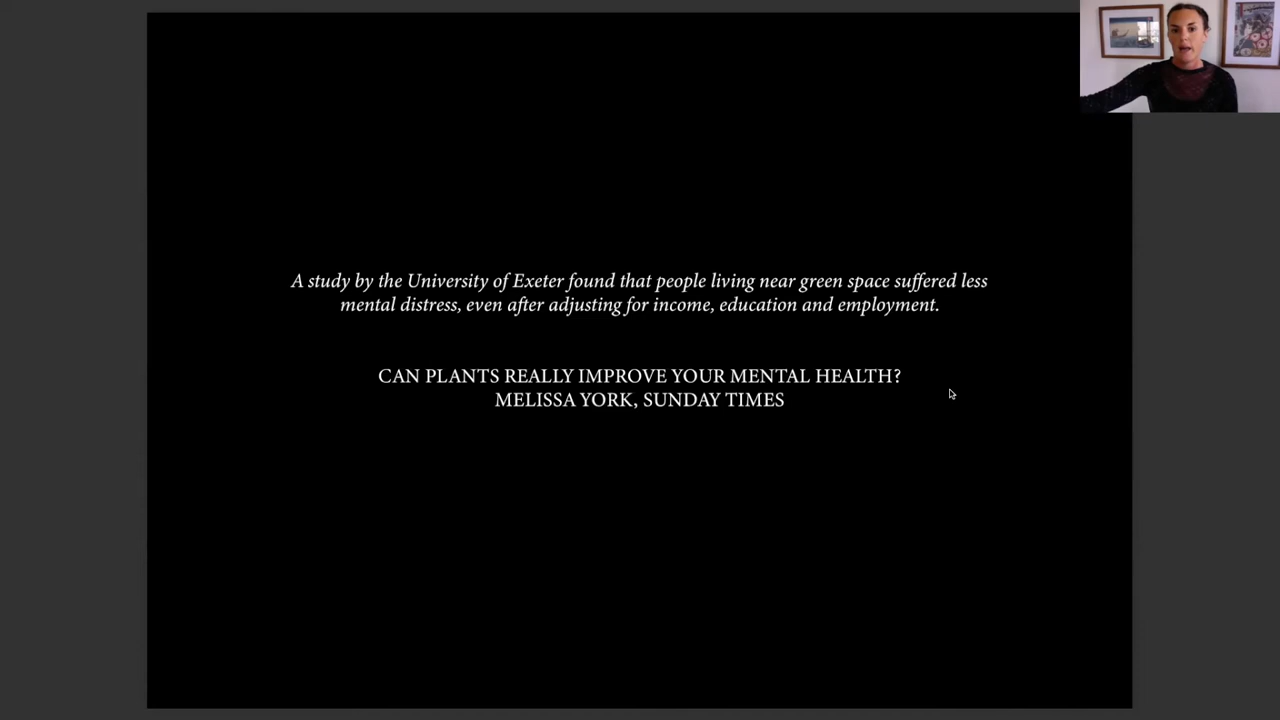 A study by the University of Exeter found that people living near green space suffered less
mental distress, even after adjusting for income, education and employment.
CAN PLANTS REALLY IMPROVE YOUR MENTAL HEALTH?
MELISSA YORK, SUNDAY TIMES